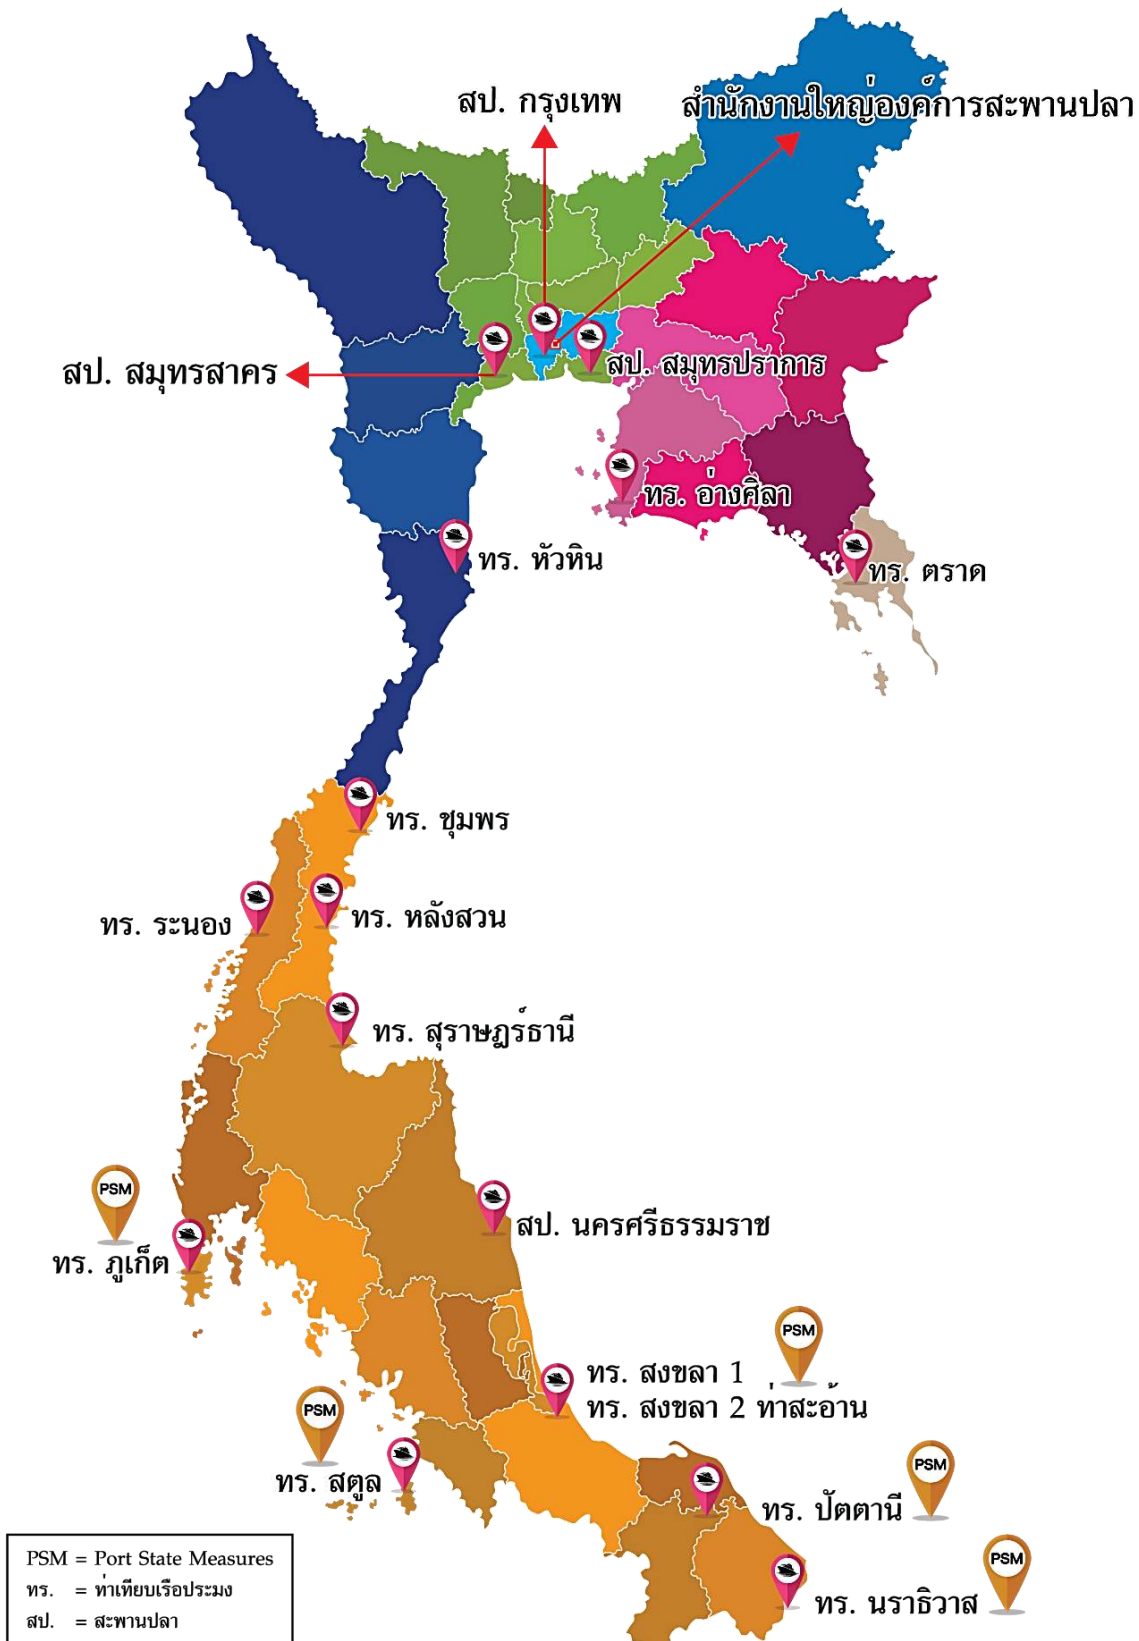 สป. กรุงเทพ
สำนักงานใหญ่องค์การสะพานปลา
สป. สมุทรสาคร
สป. สมุทรปราการ
ทร. อ่างศิลา
ทร. หัวหิน
ทร. ตราด
ทร. ชุมพร
ทร. ระนอง
ทร. หลังสวน
ทร. สุราษฎร์ธานี
PSM
ทร. ภูเก็ต
สป. นครศรีธรรมราช
PSM
ทร. สงขลา 1
ทร. สงขลา 2 ท่าสะอ้าน
PSM
ทร. สตูล
PSM
ทร. ปัตตานี
PSM
ทร. นราธิวาส
PSM = Port State Measures
ทร. = ท่าเทียบเรือประมง
สป. = สะพานปลา